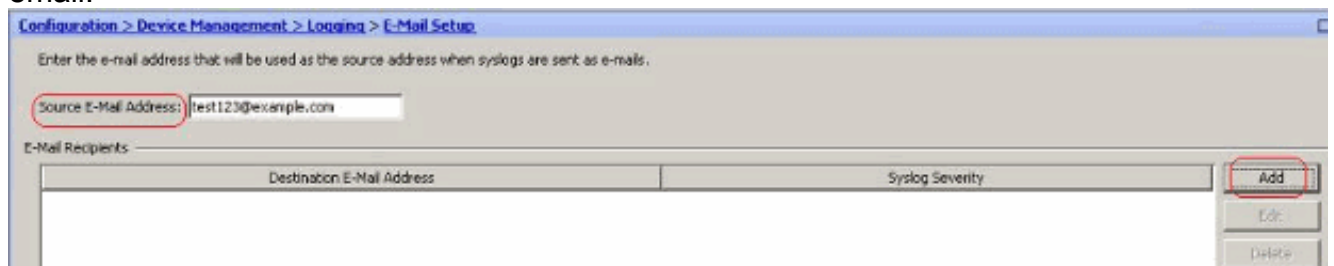 email.
Configuration > Device Management > Logging > E-Mail Setup
Enter the e-mail address that will be used as the source address when syslogs are sent as e-mails.
Source E-Mail Address: test123@example.com
E-Mail Recipients
Destination E-Mail Address Syslog Severity Add
Edit
Delete